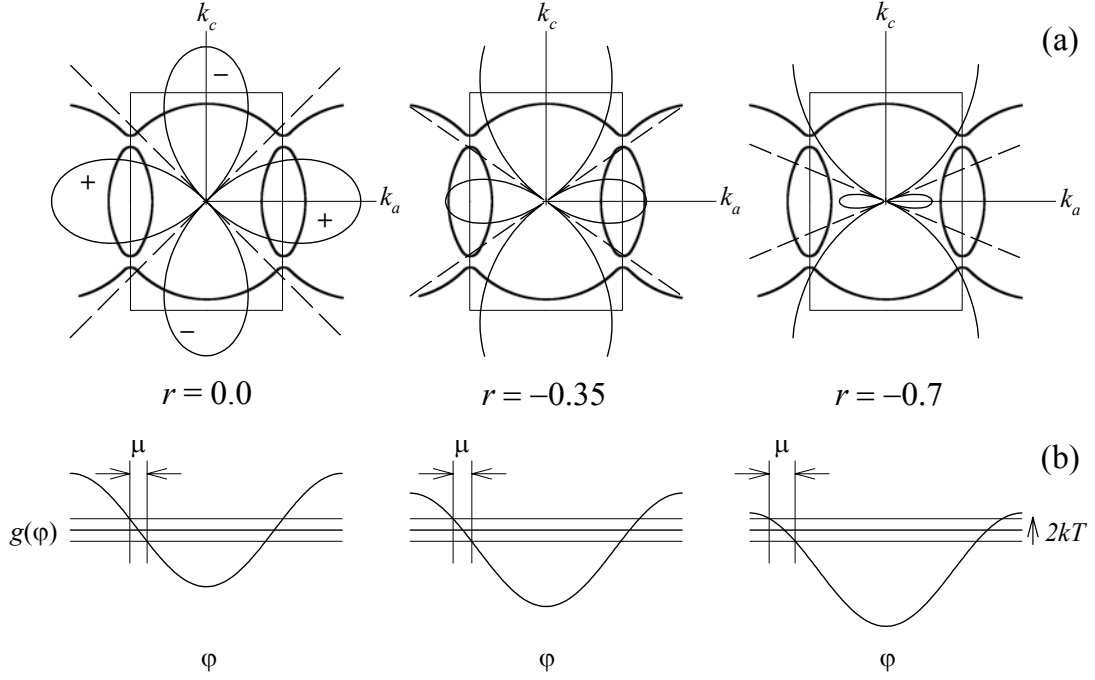 k_c k_c k_c (a)
− 
+ k_a k_a k_a
+
−
r = 0.0 r = −0.35 r = −0.7
μ μ μ (b)
g(φ) 2kT
φ φ φ